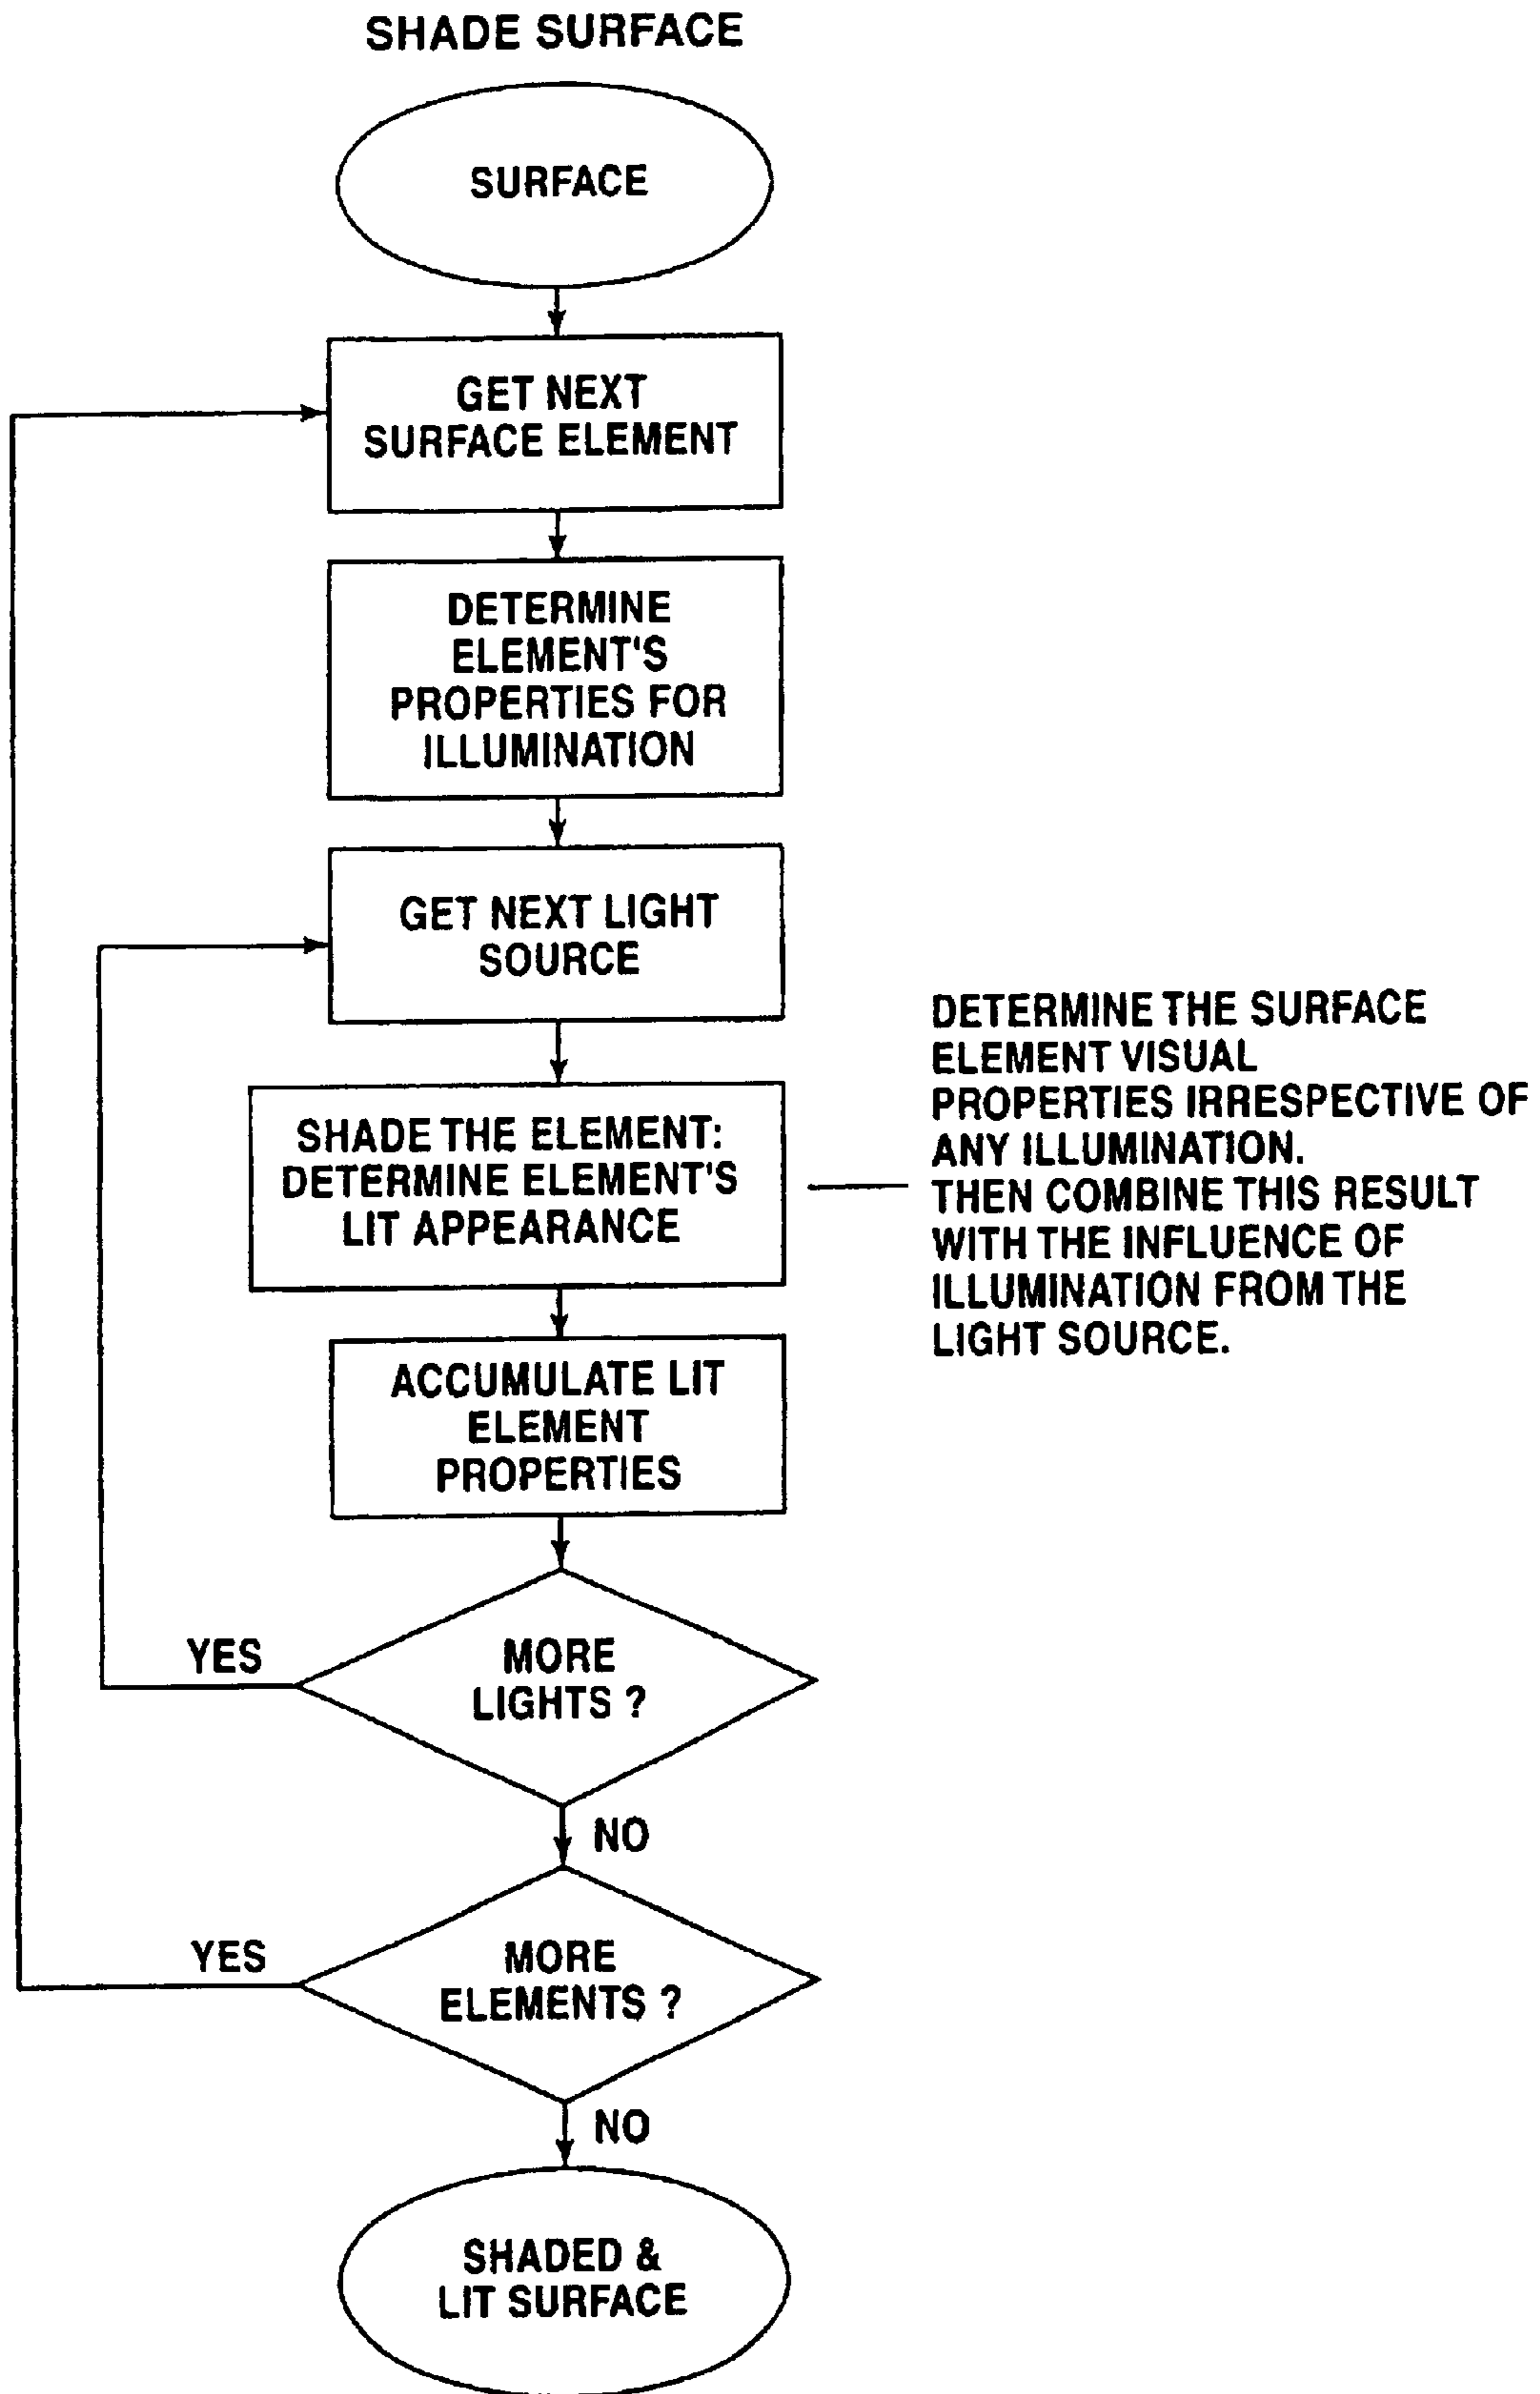 SHADE SURFACE
SURFACE
GET NEXT
SURFACE ELEMENT
DETERMINE
ELEMENT'S
PROPERTIES FOR
ILLUMINATION
GET NEXT LIGHT
SOURCE
SHADE THE ELEMENT:
DETERMINE ELEMENT'S
LIT APPEARANCE
DETERMINE THE SURFACE
ELEMENT VISUAL
PROPERTIES IRRESPECTIVE OF
ANY ILLUMINATION.
THEN COMBINE THIS RESULT
WITH THE INFLUENCE OF
ILLUMINATION FROM THE
LIGHT SOURCE.
ACCUMULATE LIT
ELEMENT
PROPERTIES
YES
MORE
LIGHTS ?
NO
YES
MORE
ELEMENTS ?
NO
SHADED &
LIT SURFACE